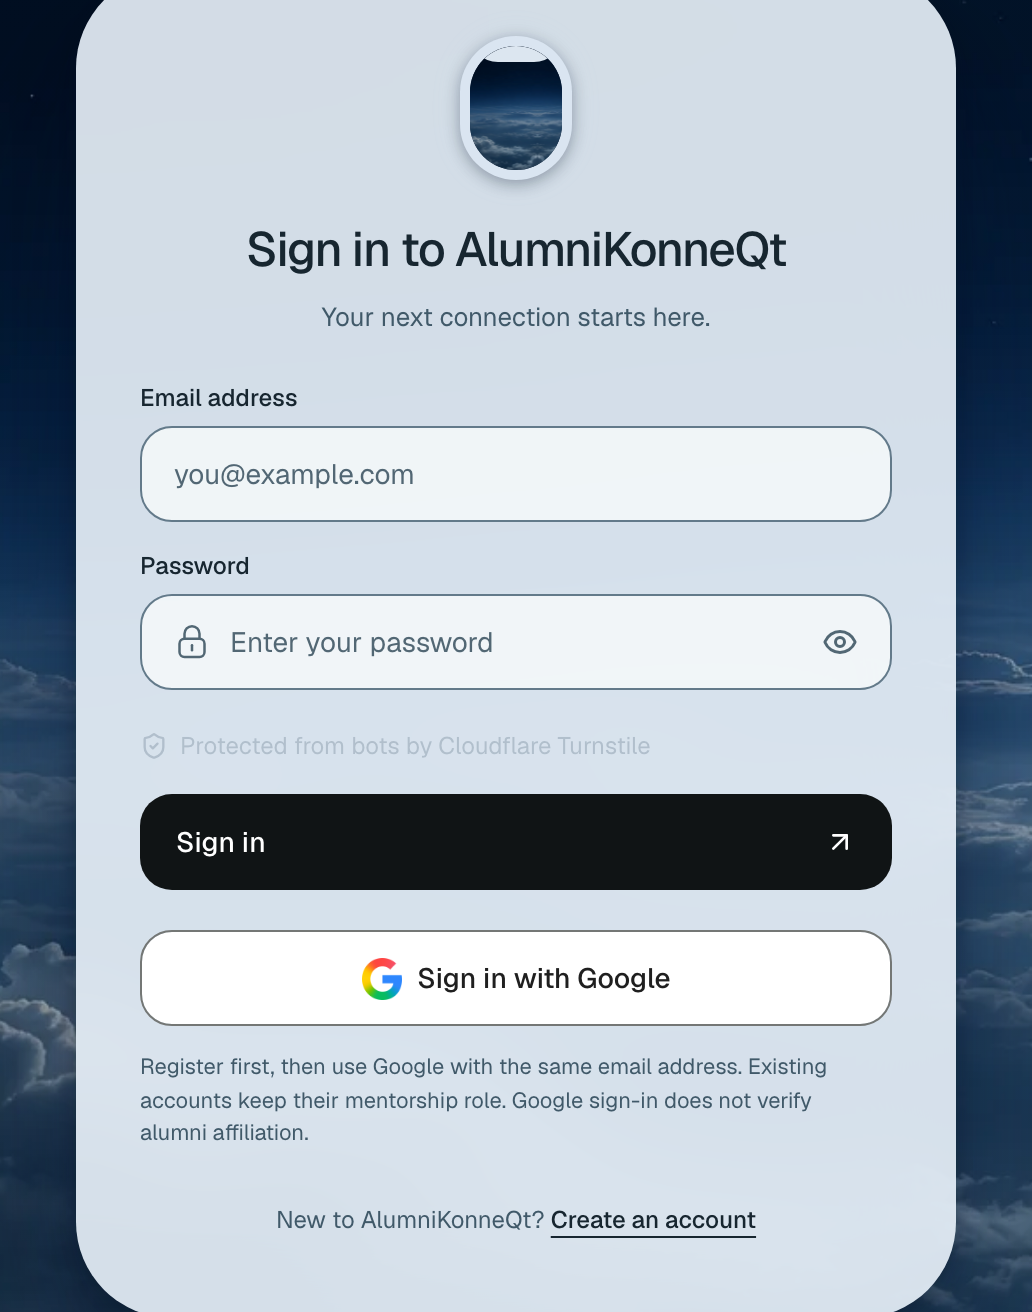 Sign in to AlumniKonneQt
Your next connection starts here.
Email address
you@example.com
Password
Enter your password
Protected from bots by Cloudflare Turnstile
Sign in
Sign in with Google
Register first, then use Google with the same email address. Existing
accounts keep their mentorship role. Google sign-in does not verify
alumni affiliation.
New to AlumniKonneQt? Create an account